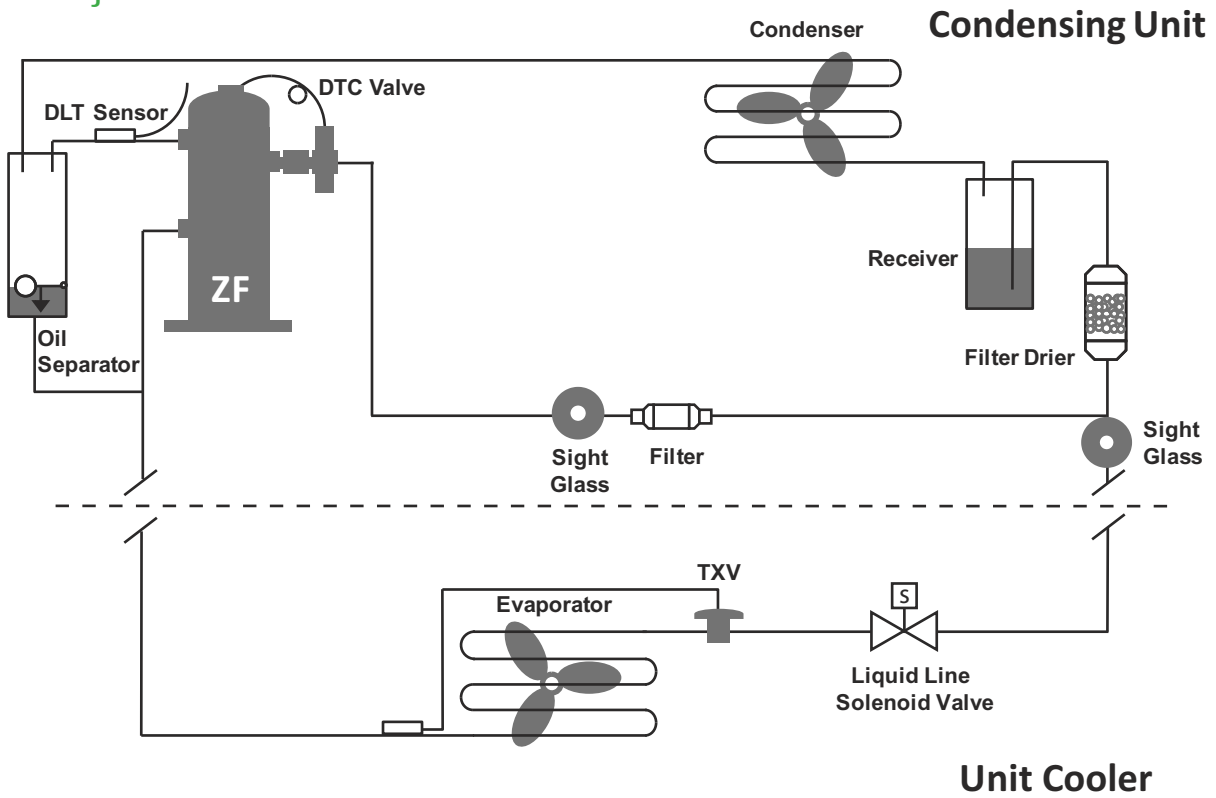 Condensing Unit
Condenser
DTC Valve
DLT Sensor
ZF
Receiver
Oil
Separator
Filter Drier
Sight
Glass
Filter
Sight
Glass
TXV
Evaporator
S
Liquid Line
Solenoid Valve
Unit Cooler